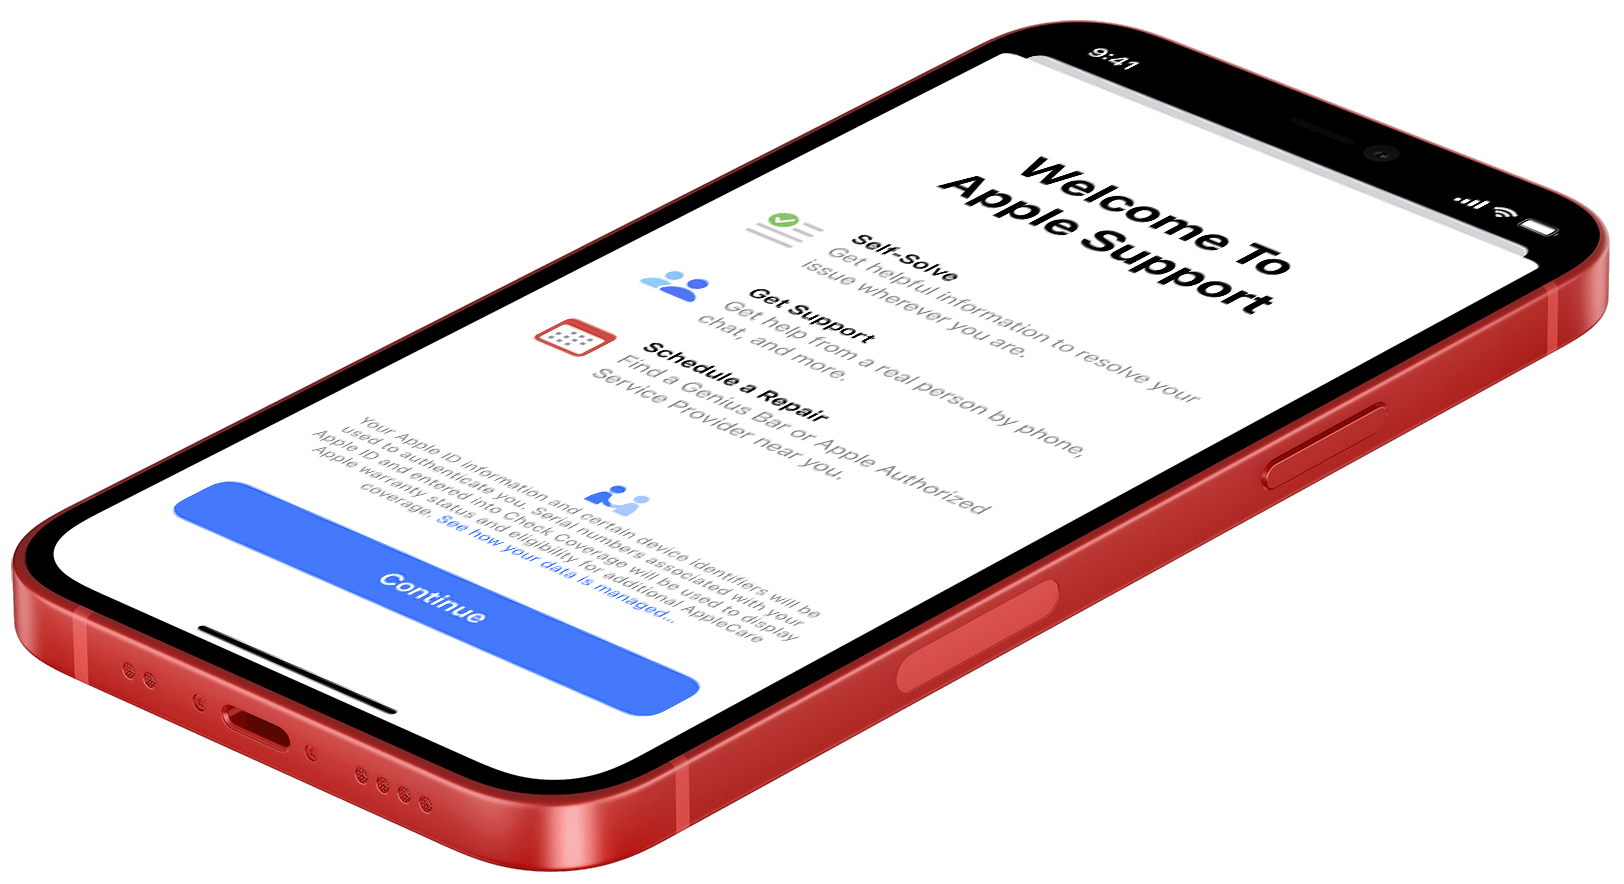 9:41
Welcome To
Apple Support
Self-Solve
Get helpful information to resolve your
issue wherever you are.
Get Support
Get help from a real person by phone,
chat, and more.
Schedule a Repair
Find a Genius Bar or Apple Authorized
Service Provider near you.
Your Apple ID information and certain device identifiers will be
used to authenticate you. Serial numbers associated with your
Apple ID and entered into Check Coverage will be used to display
Apple warranty status and eligibility for additional AppleCare
coverage. See how your data is managed...
Continue